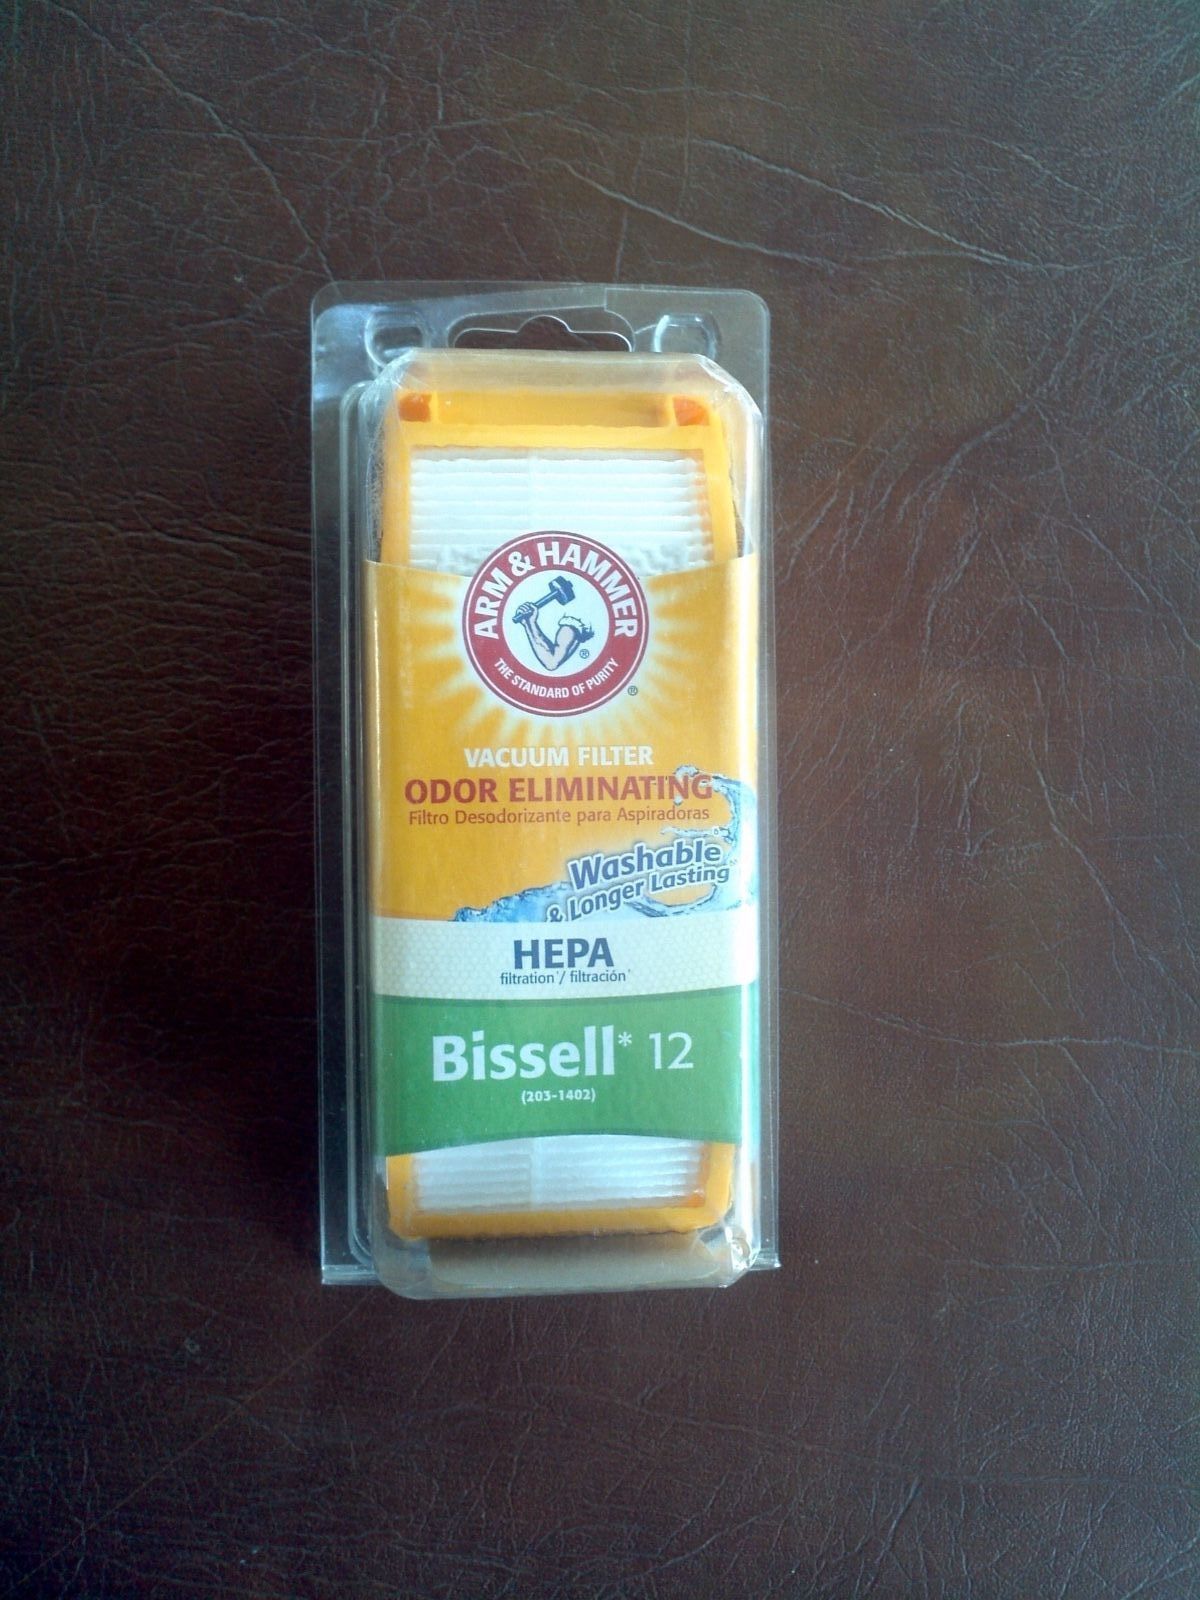 ARM & HAMMER
®
THE STANDARD OF PURITY
®
VACUUM FILTER
ODOR ELIMINATING
Filtro Desodorizante para Aspiradoras
Washable
& Longer Lasting
HEPA
filtration / filtración
Bissell* 12
(203-1402)